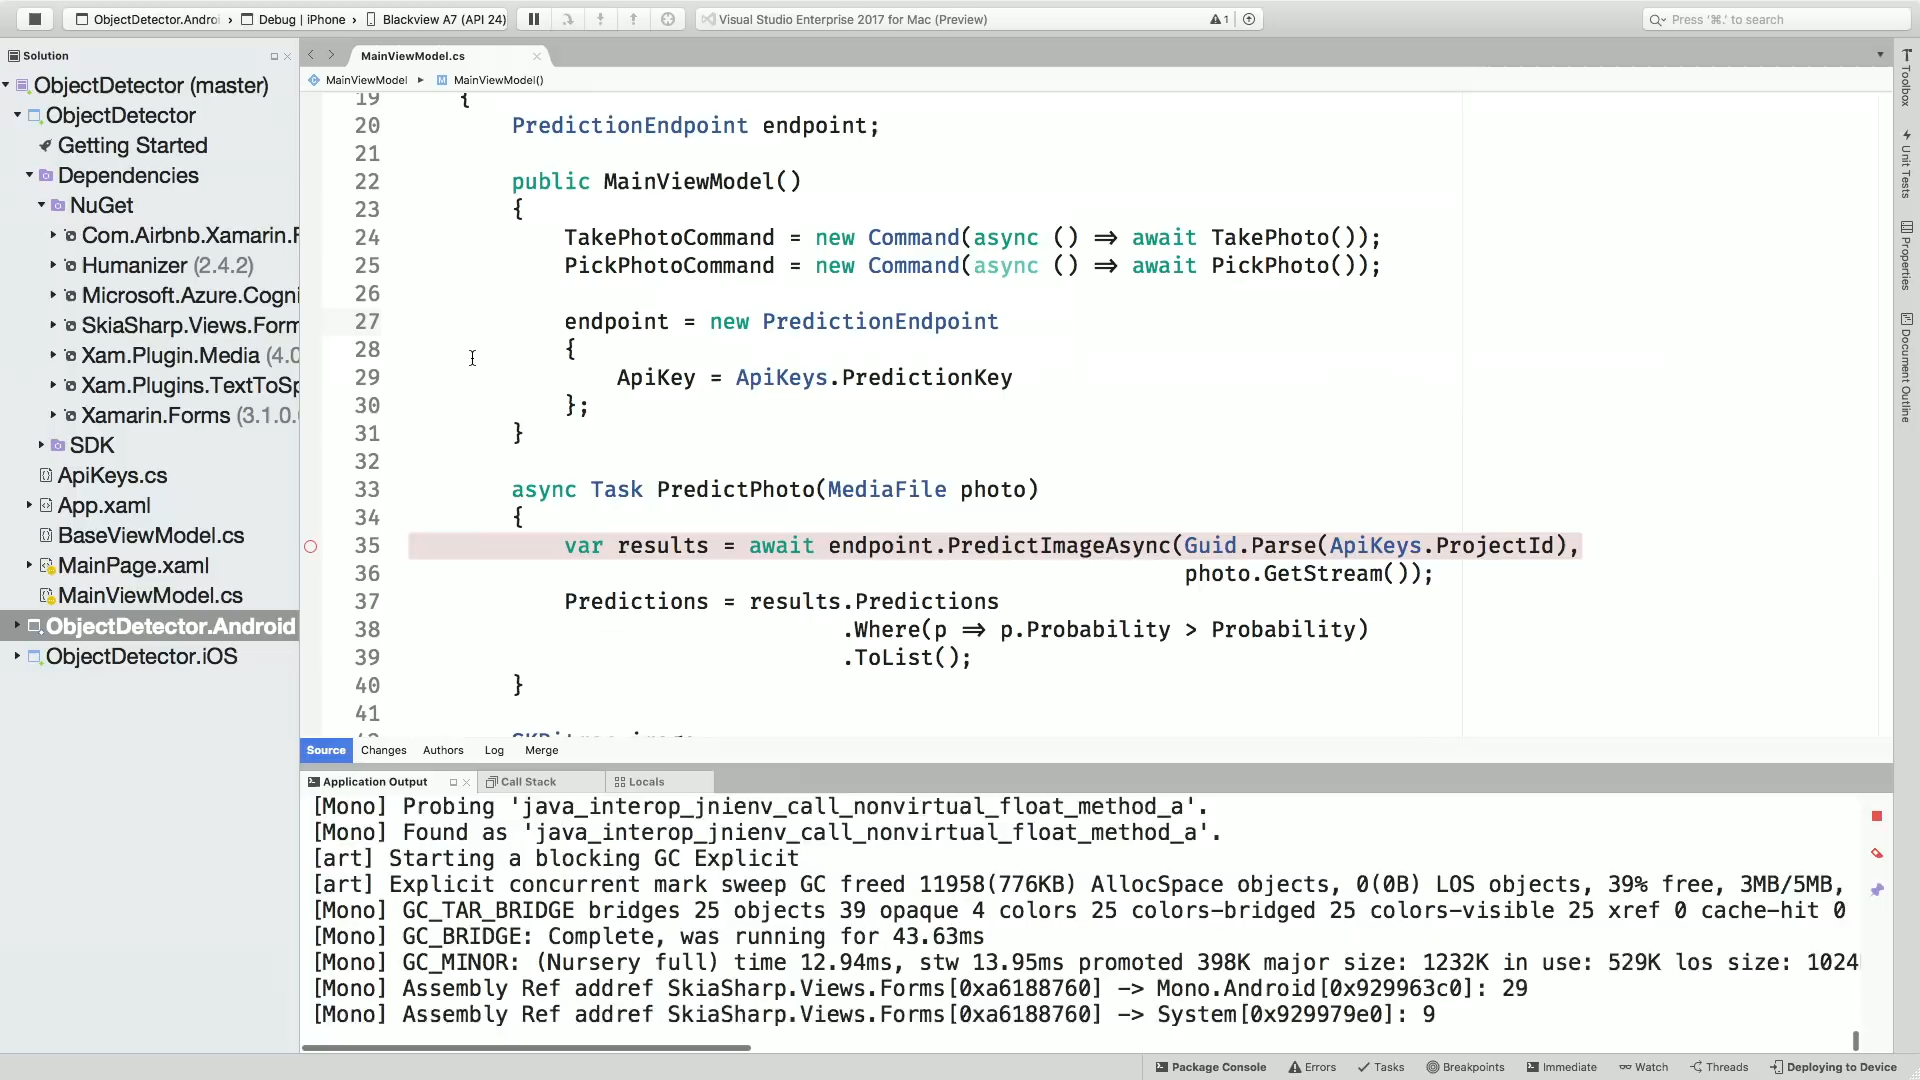 ObjectDetector.Androi
Debug | iPhone
Blackview A7 (API 24)
Visual Studio Enterprise 2017 for Mac (Preview)
1
Press '⌘.' to search
Solution
MainViewModel.cs
MainViewModel
MainViewModel()
ObjectDetector (master)
ObjectDetector
Getting Started
Dependencies
NuGet
Com.Airbnb.Xamarin.F
Humanizer (2.4.2)
Microsoft.Azure.Cogni
SkiaSharp.Views.Form
Xam.Plugin.Media (4.0
Xam.Plugins.TextToSp
Xamarin.Forms (3.1.0.
SDK
ApiKeys.cs
App.xaml
BaseViewModel.cs
MainPage.xaml
MainViewModel.cs
ObjectDetector.Android
ObjectDetector.iOS
19 {
20 PredictionEndpoint endpoint;
21
22 public MainViewModel()
23 {
24 TakePhotoCommand = new Command(async () => await TakePhoto());
25 PickPhotoCommand = new Command(async () => await PickPhoto());
26
27 endpoint = new PredictionEndpoint
28 {
29 ApiKey = ApiKeys.PredictionKey
30 };
31 }
32
33 async Task PredictPhoto(MediaFile photo)
34 {
35 var results = await endpoint.PredictImageAsync(Guid.Parse(ApiKeys.ProjectId),
36 photo.GetStream());
37 Predictions = results.Predictions
38 .Where(p => p.Probability > Probability)
39 .ToList();
40 }
41
Toolbox
Unit Tests
Properties
Document Outline
Source Changes Authors Log Merge
Application Output
Call Stack
Locals
[Mono] Probing 'java_interop_jnienv_call_nonvirtual_float_method_a'.
[Mono] Found as 'java_interop_jnienv_call_nonvirtual_float_method_a'.
[art] Starting a blocking GC Explicit
[art] Explicit concurrent mark sweep GC freed 11958(776KB) AllocSpace objects, 0(0B) LOS objects, 39% free, 3MB/5MB,
[Mono] GC_TAR_BRIDGE bridges 25 objects 39 opaque 4 colors 25 colors-bridged 25 colors-visible 25 xref 0 cache-hit 0
[Mono] GC_BRIDGE: Complete, was running for 43.63ms
[Mono] GC_MINOR: (Nursery full) time 12.94ms, stw 13.95ms promoted 398K major size: 1232K in use: 529K los size: 1024
[Mono] Assembly Ref addref SkiaSharp.Views.Forms[0xa6188760] -> Mono.Android[0x929963c0]: 29
[Mono] Assembly Ref addref SkiaSharp.Views.Forms[0xa6188760] -> System[0x929979e0]: 9
Package Console
Errors
Tasks
Breakpoints
Immediate
Watch
Threads
Deploying to Device